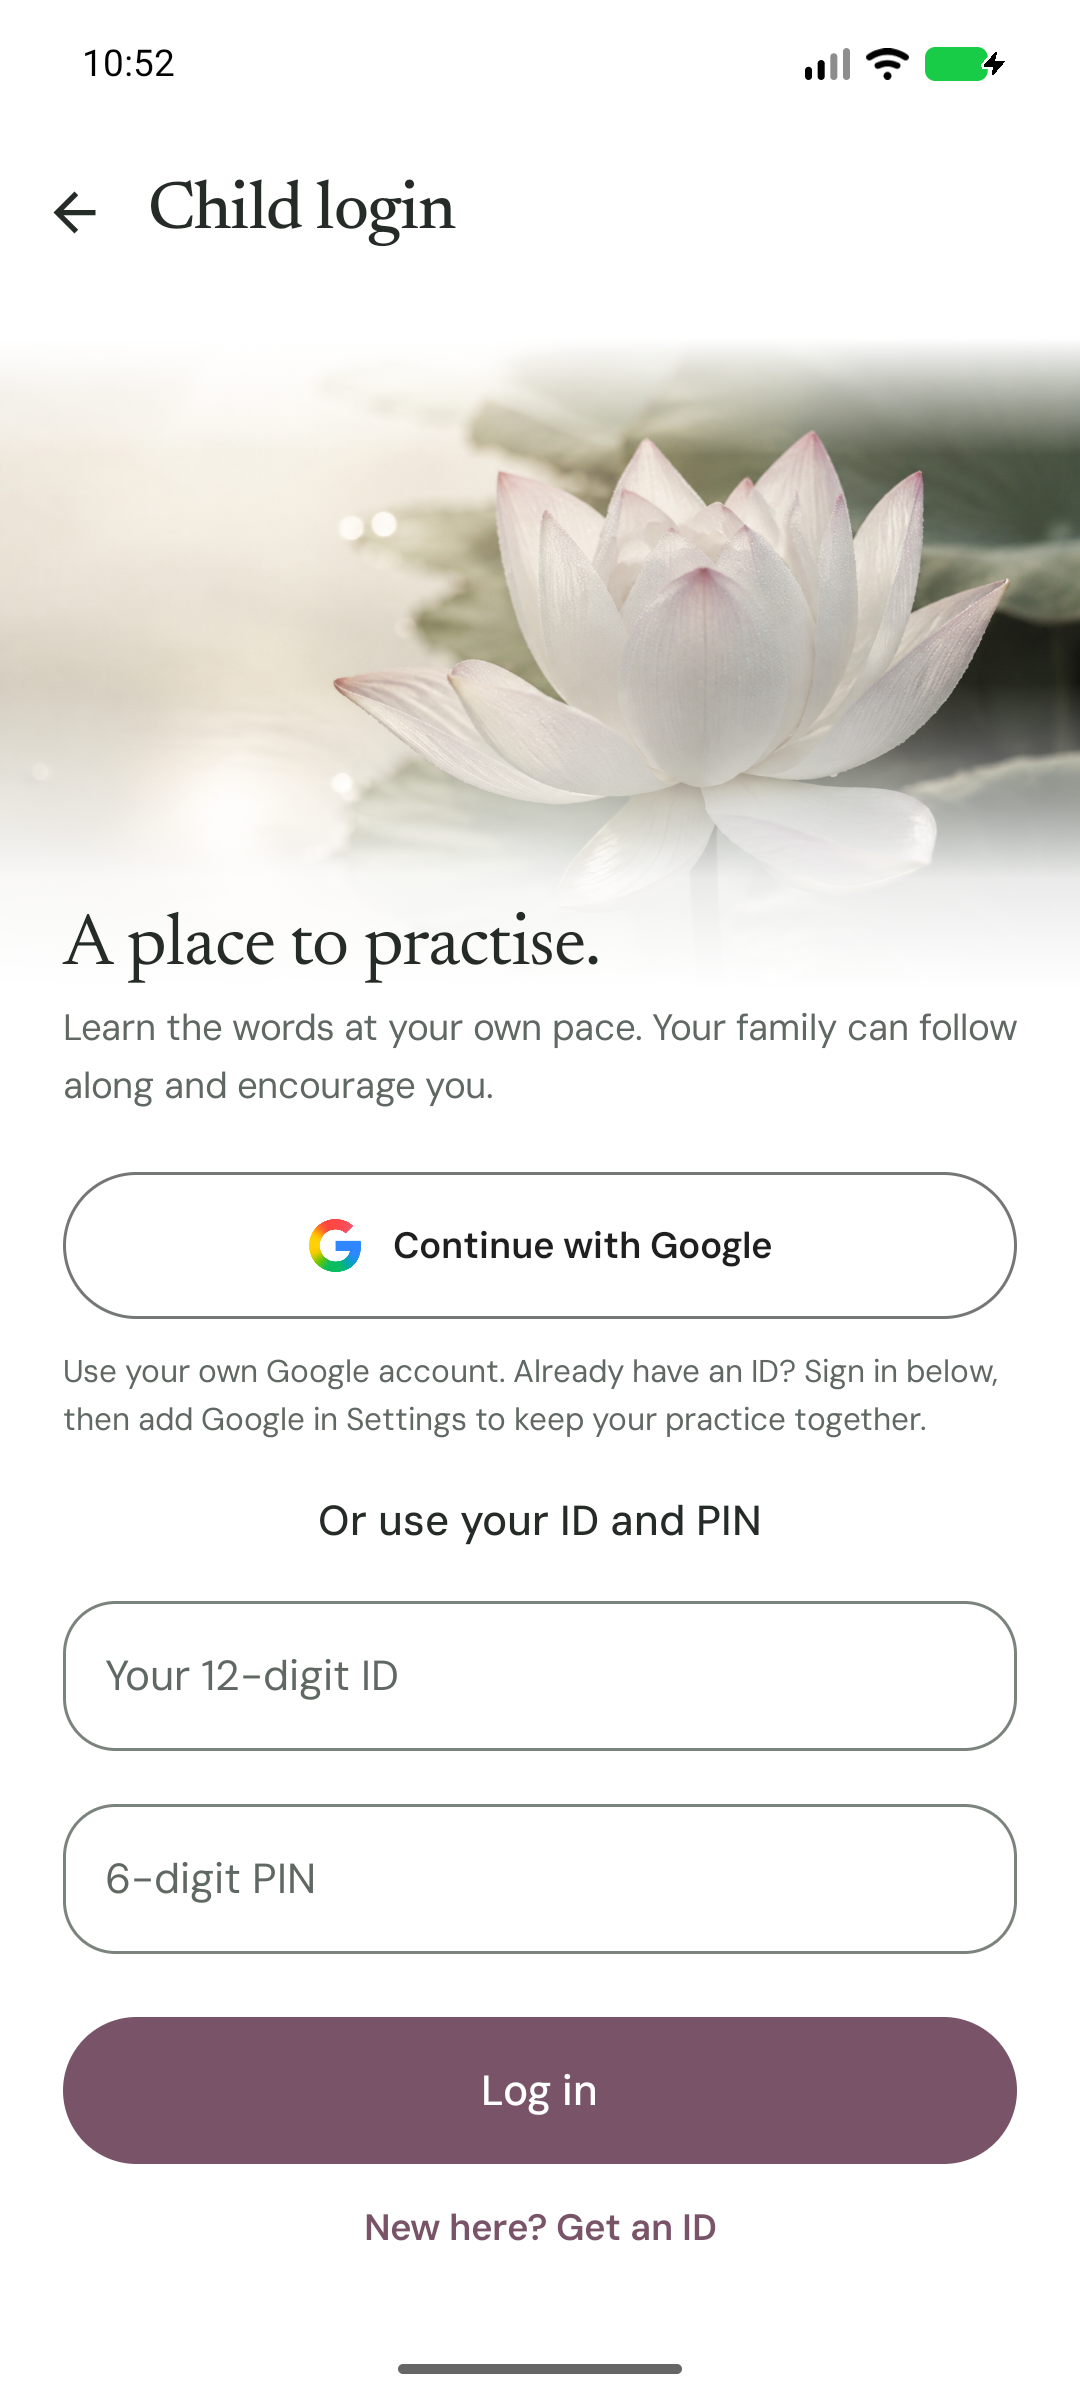 10:52
Child login
A place to practise.
Learn the words at your own pace. Your family can follow
along and encourage you.
Continue with Google
Use your own Google account. Already have an ID? Sign in below,
then add Google in Settings to keep your practice together.
Or use your ID and PIN
Your 12-digit ID
6-digit PIN
Log in
New here? Get an ID